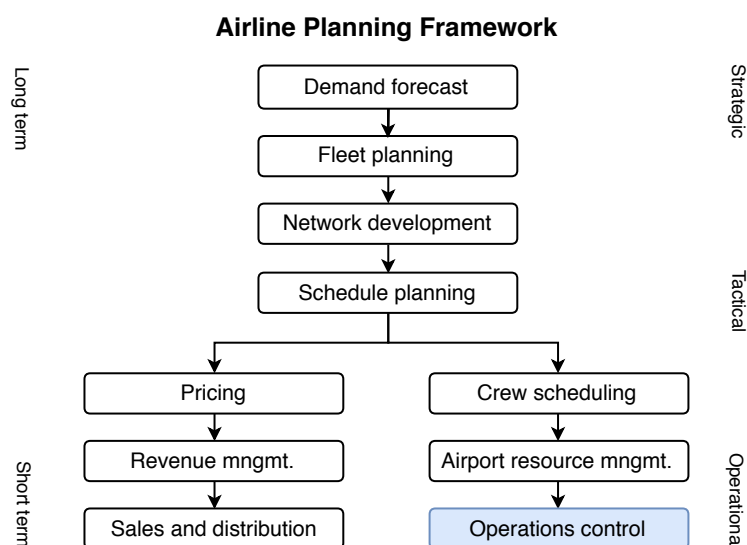 Airline Planning Framework
Long term
Strategic
Demand forecast
Fleet planning
Network development
Schedule planning
Tactical
Pricing
Crew scheduling
Revenue mngmt.
Airport resource mngmt.
Short term
Operationa
Sales and distribution
Operations control